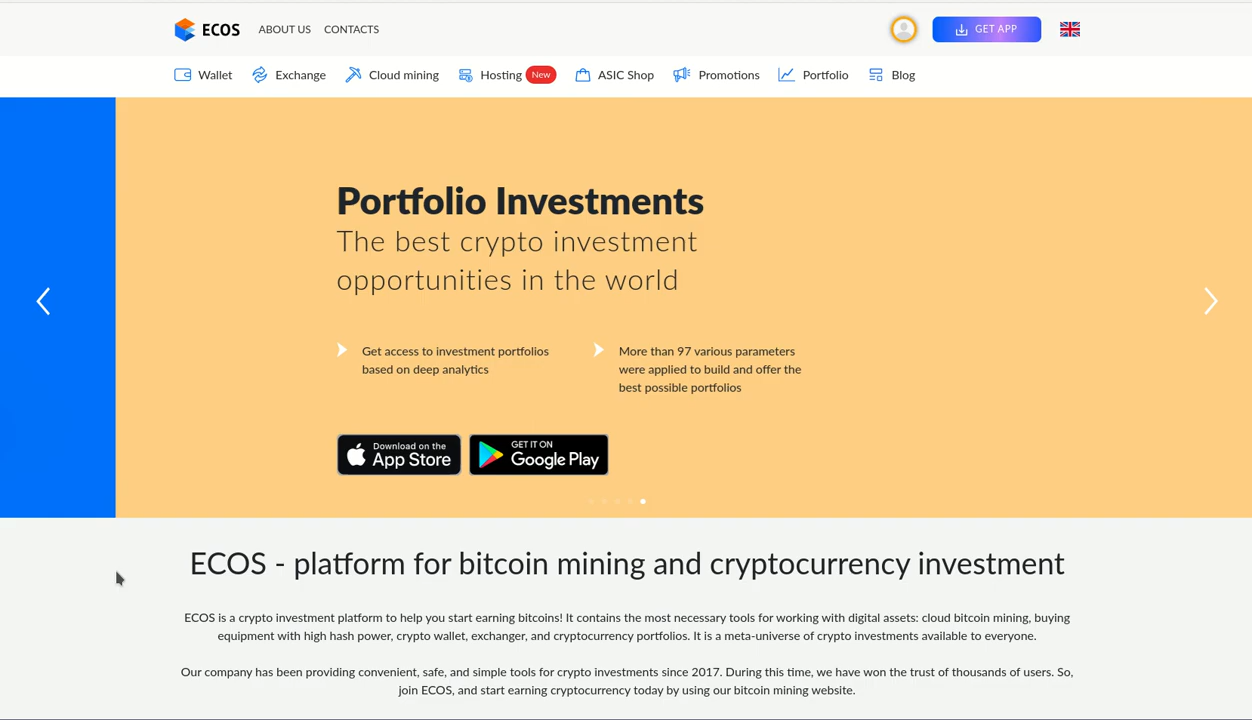 ECOS ABOUT US CONTACTS GET APP
Wallet Exchange Cloud mining Hosting New ASIC Shop Promotions Portfolio Blog
Portfolio Investments
The best crypto investment
opportunities in the world
Get access to investment portfolios
based on deep analytics
More than 97 various parameters
were applied to build and offer the
best possible portfolios
Download on the
App Store
GET IT ON
Google Play
ECOS - platform for bitcoin mining and cryptocurrency investment
ECOS is a crypto investment platform to help you start earning bitcoins! It contains the most necessary tools for working with digital assets: cloud bitcoin mining, buying
equipment with high hash power, crypto wallet, exchanger, and cryptocurrency portfolios. It is a meta-universe of crypto investments available to everyone.
Our company has been providing convenient, safe, and simple tools for crypto investments since 2017. During this time, we have won the trust of thousands of users. So,
join ECOS, and start earning cryptocurrency today by using our bitcoin mining website.